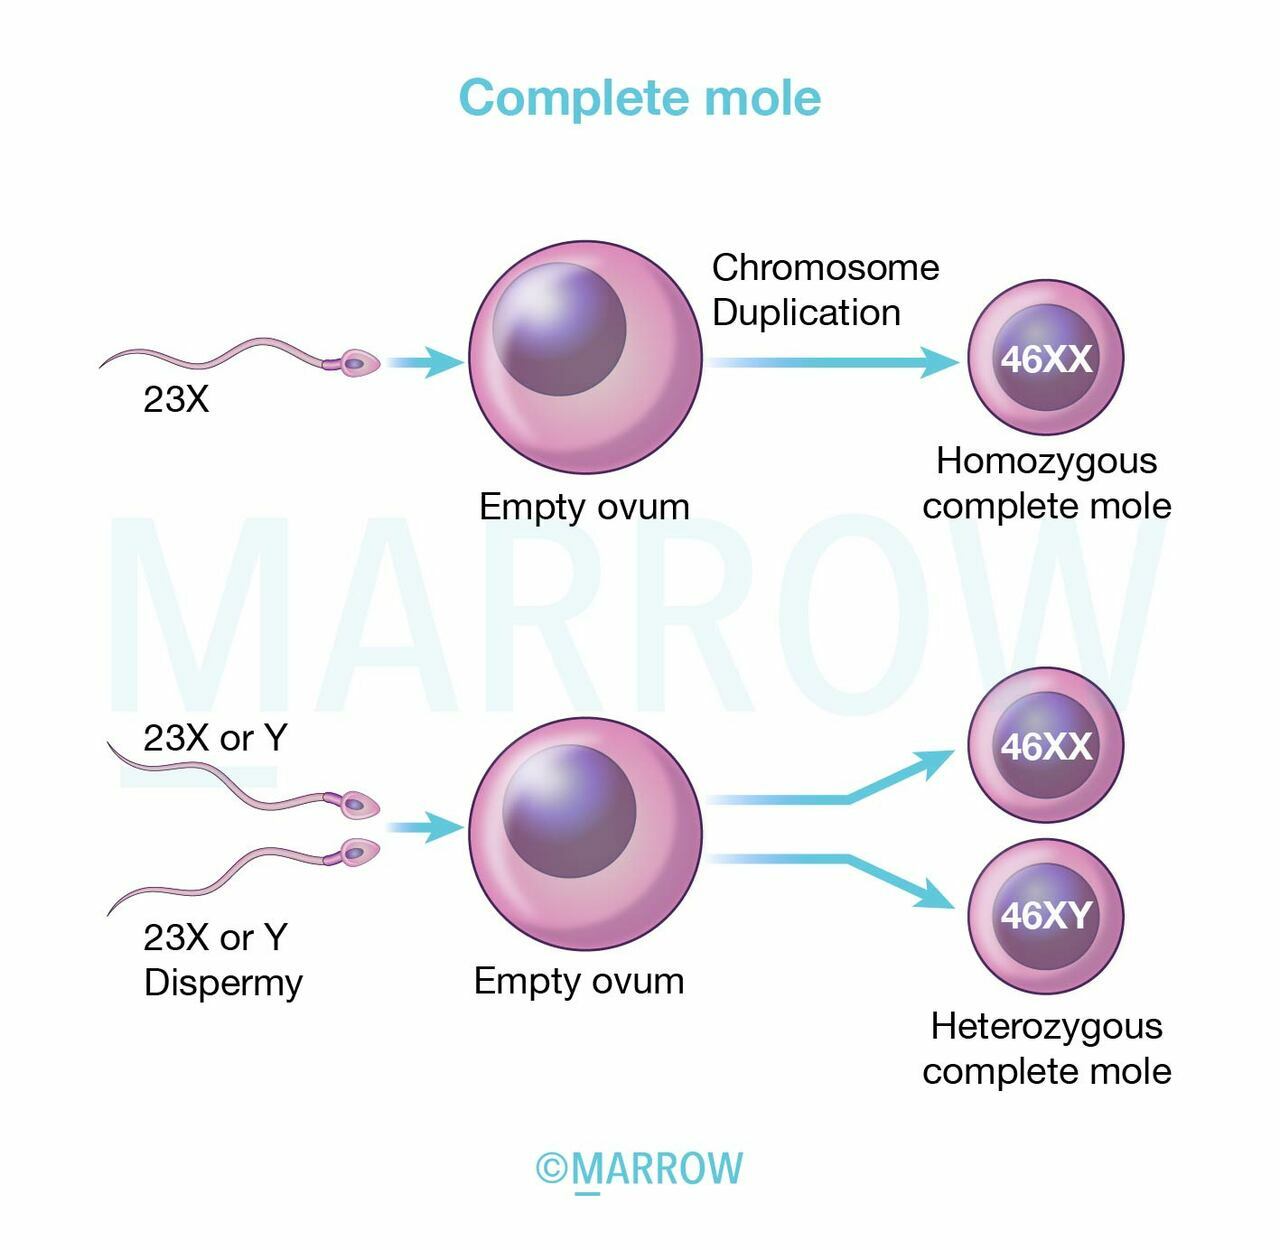 Complete mole
Chromosome
Duplication
46XX
23X
Homozygous
complete mole
Empty ovum
MARROW
23X or Y
46XX
46XY
23X or Y
Dispermy
Empty ovum
Heterozygous
complete mole
©MARROW